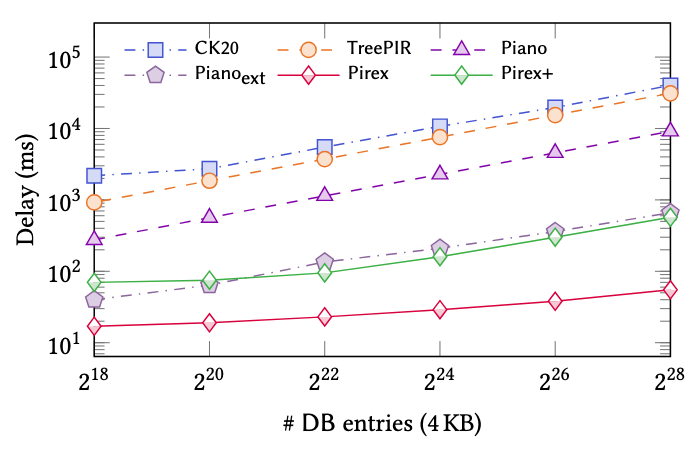 CK20 TreePIR Piano
Piano_ext Pirex Pirex+
Delay (ms)
10^5
10^4
10^3
10^2
10^1
2^18 2^20 2^22 2^24 2^26 2^28
# DB entries (4 KB)